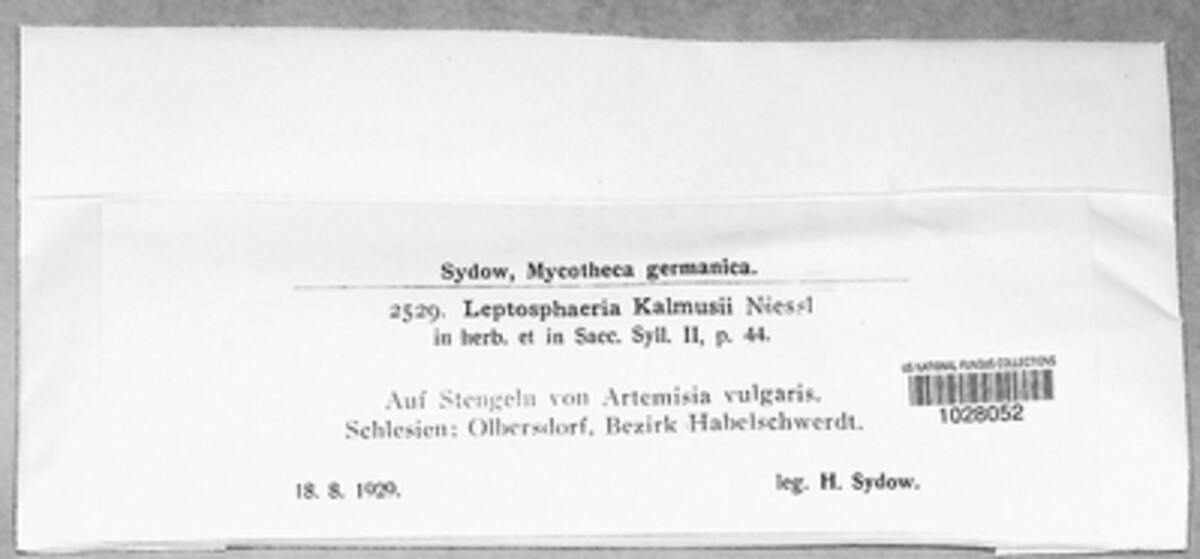 Sydow, Mycotheca germanica.
2529. Leptosphaeria Kalmusii Niessl
in herb. et in Sacc. Syll. II, p. 44.
Auf Stengeln von Artemisia vulgaris.
Schlesien: Olbersdorf, Bezirk Habelschwerdt.
US NATIONAL FUNGUS COLLECTIONS
1028052
18. 8. 1929.
leg. H. Sydow.